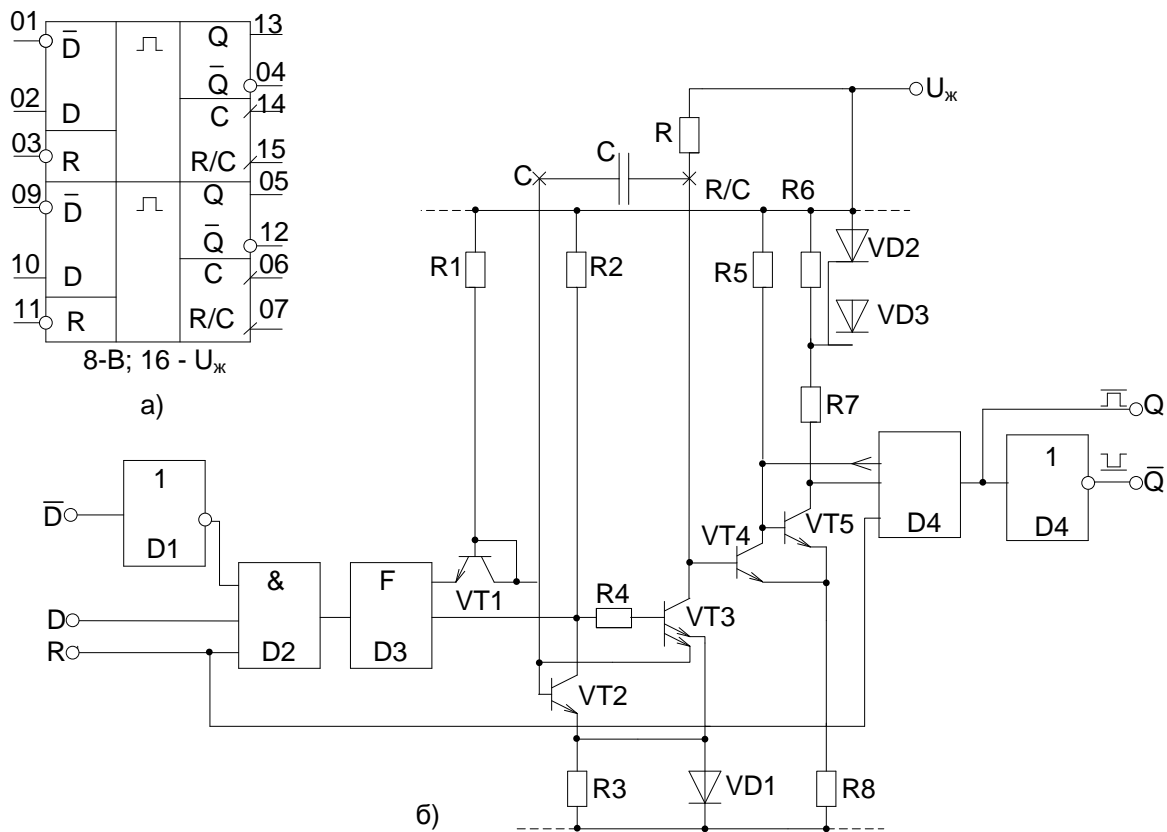 01 D̅ Q 13
Q̅ 04
02 D C 14
03 R R/C 15
09 D̅ Q 05
Q̅ 12
10 D C 06
11 R R/C 07
8-В; 16 - Uж
а)
Uж
R
C
C R/C R6
R1 R2 R5 VD2
VD3
R7
Q
1 1 Q̅
D̅ VT5 D4 D4
D1 VT4
& F VT1 R4 VT3
D
R D2 D3
VT2
R3 VD1 R8
б)